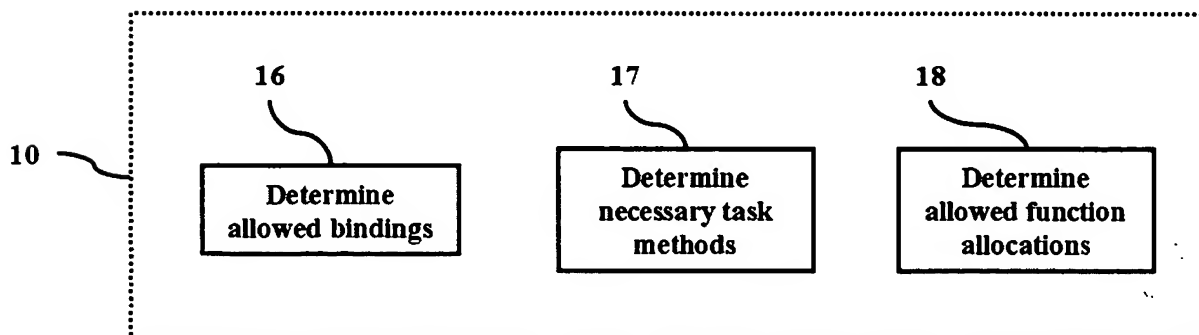 16
17
18
10
Determine
allowed bindings
Determine
necessary task
methods
Determine
allowed function
allocations